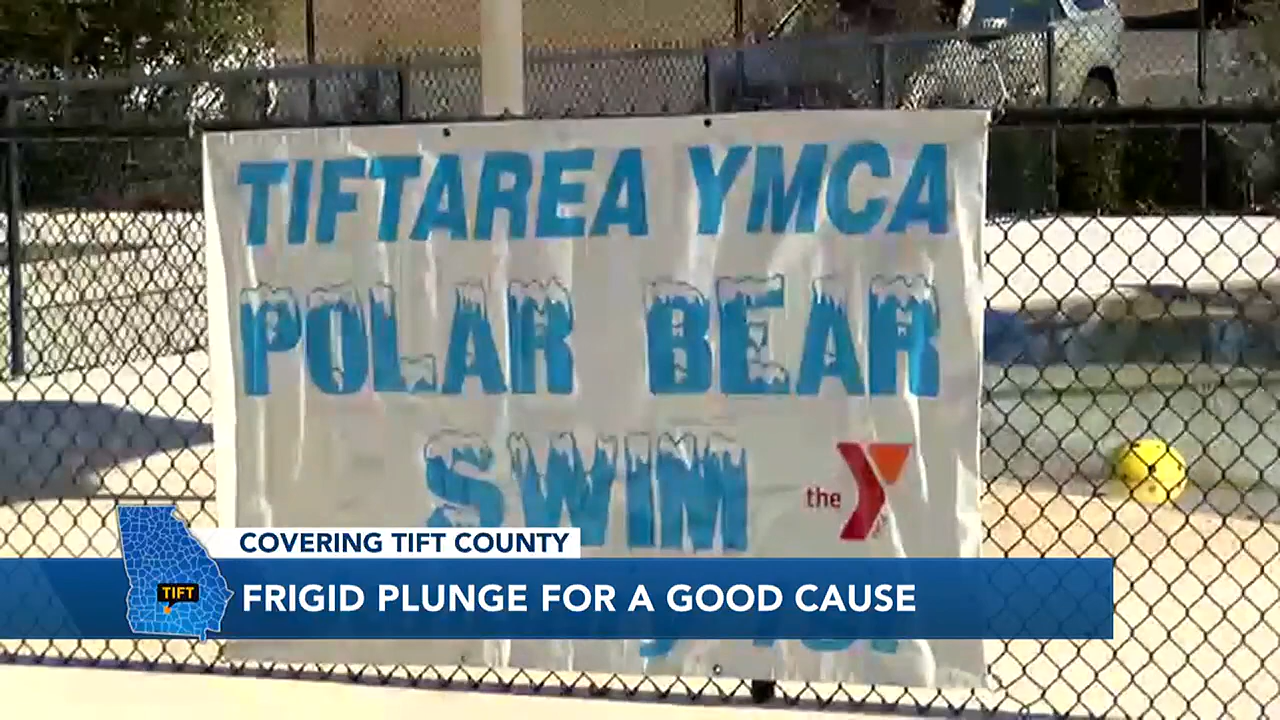 TIFTAREA YMCA
POLAR BEAR
SWIM
the Y
COVERING TIFT COUNTY
TIFT
FRIGID PLUNGE FOR A GOOD CAUSE